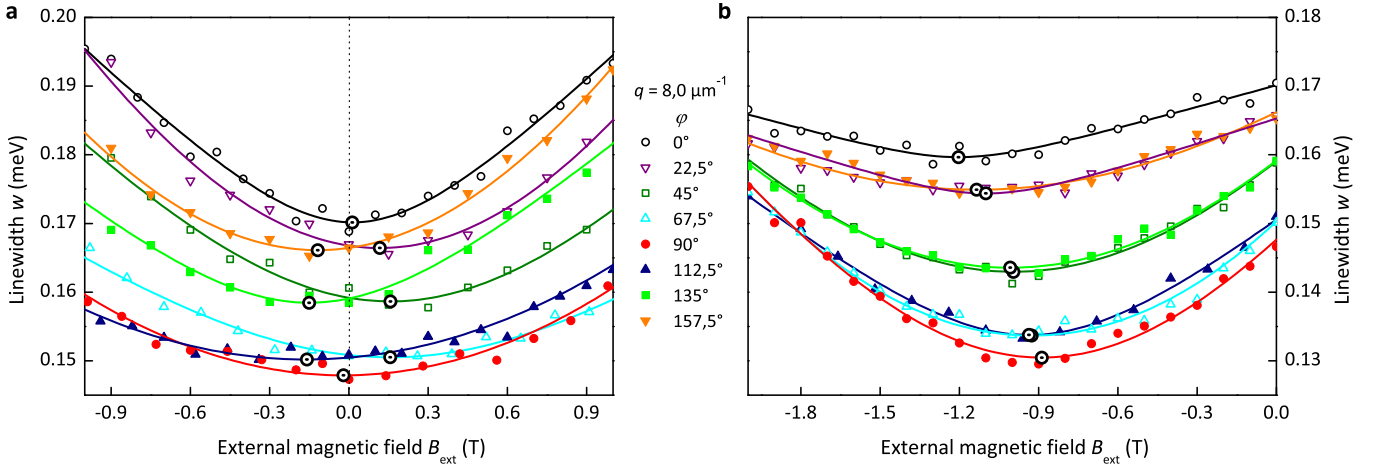 a
0.20
0.19
0.18
0.17
0.16
0.15
Linewidth w (meV)
-0.9 -0.6 -0.3 0.0 0.3 0.6 0.9
External magnetic field Bext (T)
q = 8,0 µm⁻¹
φ
0°
22,5°
45°
67,5°
90°
112,5°
135°
157,5°
b
0.18
0.17
0.16
0.15
0.14
0.13
Linewidth w (meV)
-1.8 -1.5 -1.2 -0.9 -0.6 -0.3 0.0
External magnetic field Bext (T)